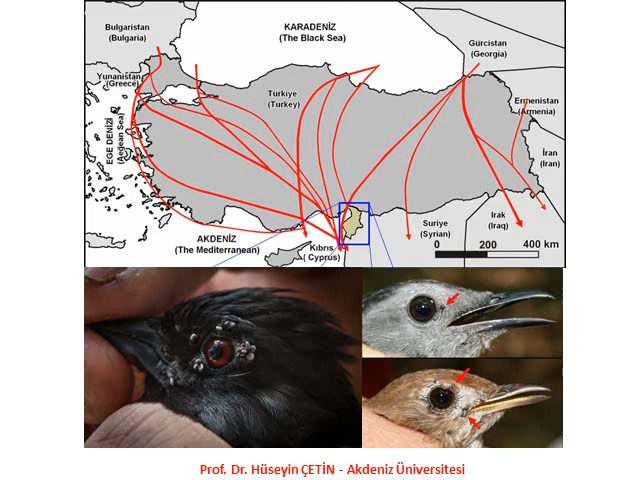 KARADENİZ
(The Black Sea)
Bulgaristan
(Bulgaria)
Gürcistan
(Georgia)
Yunanistan
(Greece)
Türkiye
(Turkey)
Ermenistan
(Armenia)
EGE DENİZİ
(Aegean Sea)
İran
(Iran)
AKDENİZ
(The Mediterranean)
Kıbrıs
( Cyprus)
Suriye
(Syrian)
Irak
(Iraq)
0 200 400 km
Prof. Dr. Hüseyin ÇETİN - Akdeniz Üniversitesi